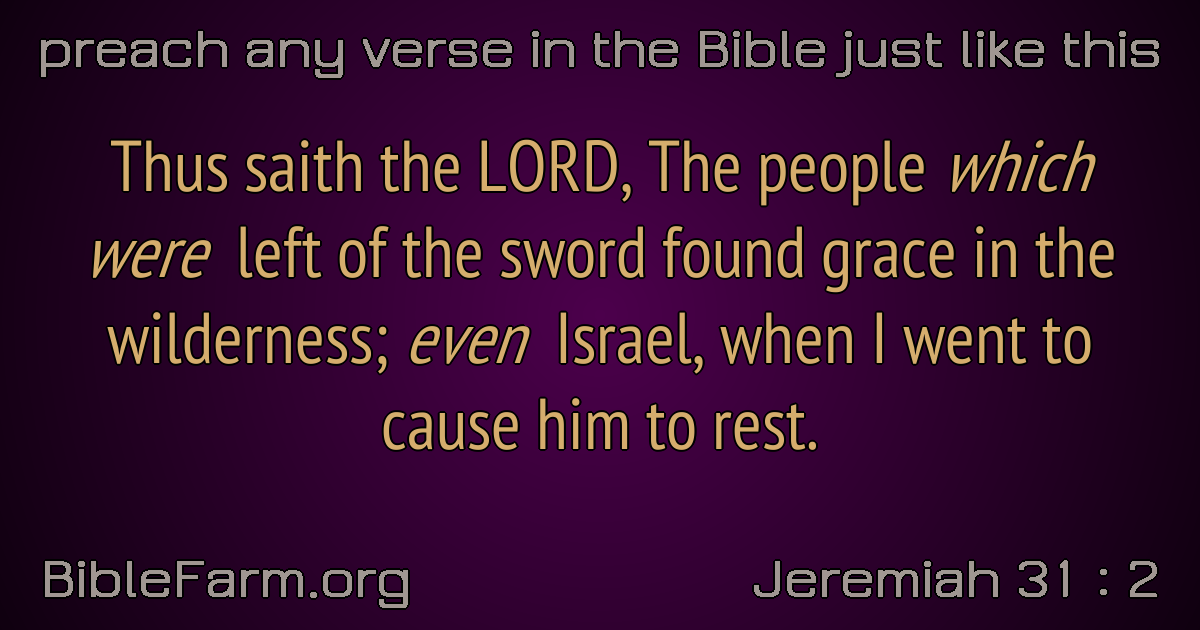 preach any verse in the Bible just like this
Thus saith the LORD, The people which
were left of the sword found grace in the
wilderness; even Israel, when I went to
cause him to rest.
BibleFarm.org
Jeremiah 31 : 2